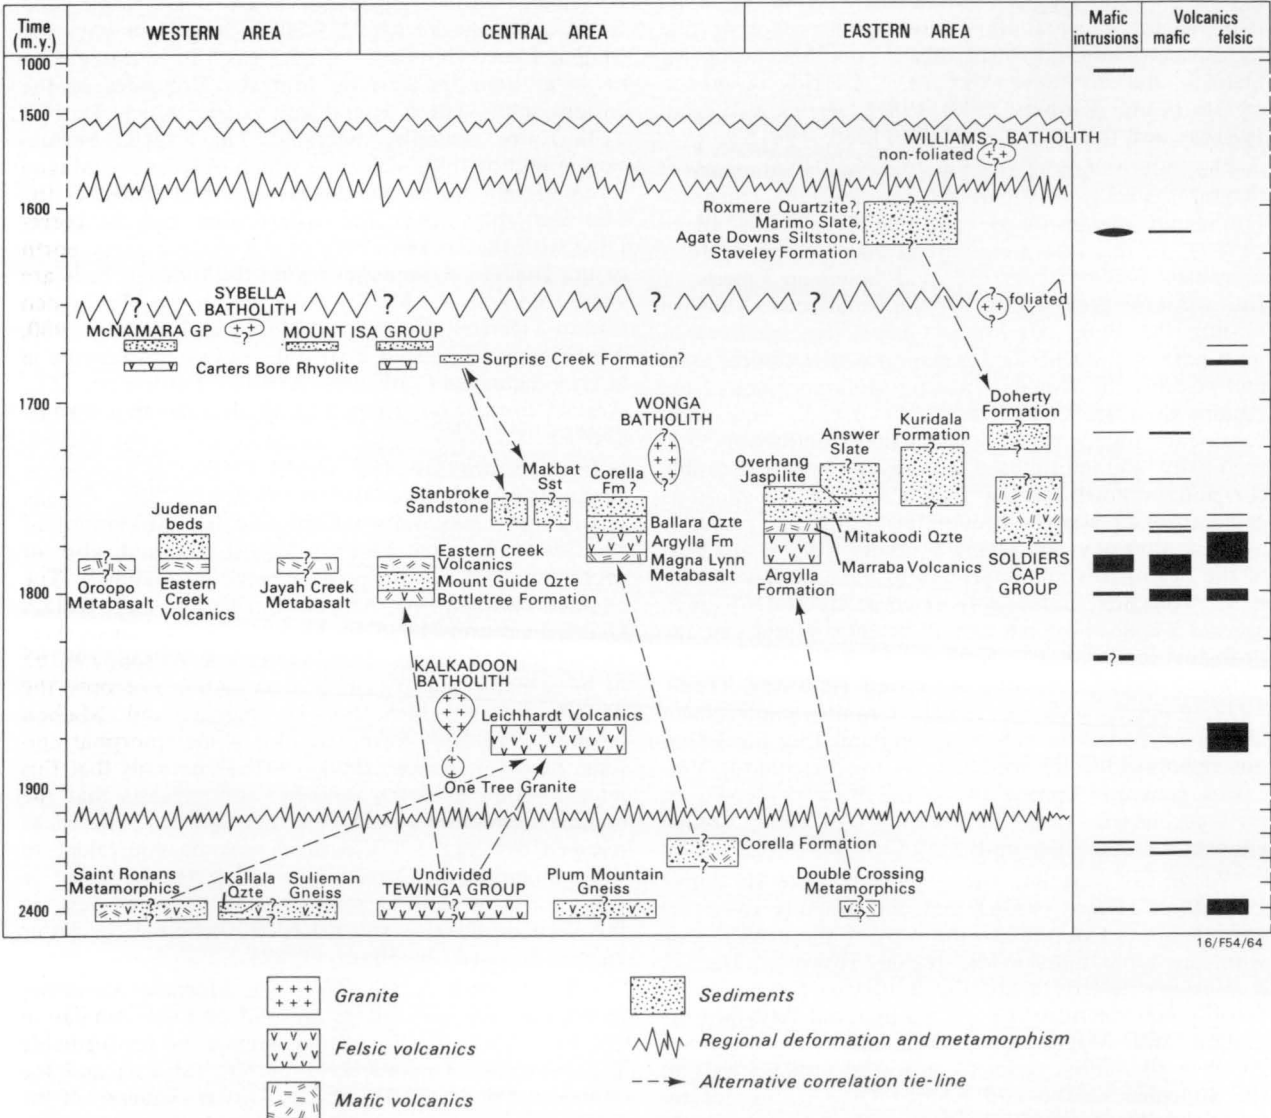 Time
(m.y.)
WESTERN AREA
CENTRAL AREA
EASTERN AREA
Mafic
intrusions
Volcanics
mafic felsic
1000
1500
WILLIAMS BATHOLITH
non-foliated
?
1600
Roxmere Quartzite?,
Marimo Slate,
Agate Downs Siltstone,
Staveley Formation
?
?
?
SYBELLA
BATHOLITH
?
?
?
?
?
foliated
?
McNAMARA GP
?
MOUNT ISA GROUP
Carters Bore Rhyolite
Surprise Creek Formation?
1700
WONGA
BATHOLITH
?
?
Doherty
Formation
?
?
Kuridala
Formation
?
?
Answer
Slate
?
Overhang
Jaspilite
Makbat
Sst
?
?
Corella
Fm ?
Stanbroke
Sandstone
?
?
Judenan
beds
Ballara Qzte
Argylla Fm
Magna Lynn
Metabasalt
Mitakoodi Qzte
Marraba Volcanics
Argylla
Formation
SOLDIERS
CAP
GROUP
?
?
Oroopo
Metabasalt
Eastern
Creek
Volcanics
?
Jayah Creek
Metabasalt
Eastern Creek
Volcanics
Mount Guide Qzte
Bottletree Formation
1800
?
KALKADOON
BATHOLITH
?
?
Leichhardt Volcanics
One Tree Granite
1900
?
?
Corella Formation
Saint Ronans
Metamorphics
?
?
Kallala
Qzte
Sulieman
Gneiss
?
?
Undivided
TEWINGA GROUP
?
?
Plum Mountain
Gneiss
?
?
Double Crossing
Metamorphics
?
?
2400
16/F54/64
Granite
Felsic volcanics
Mafic volcanics
Sediments
Regional deformation and metamorphism
Alternative correlation tie-line